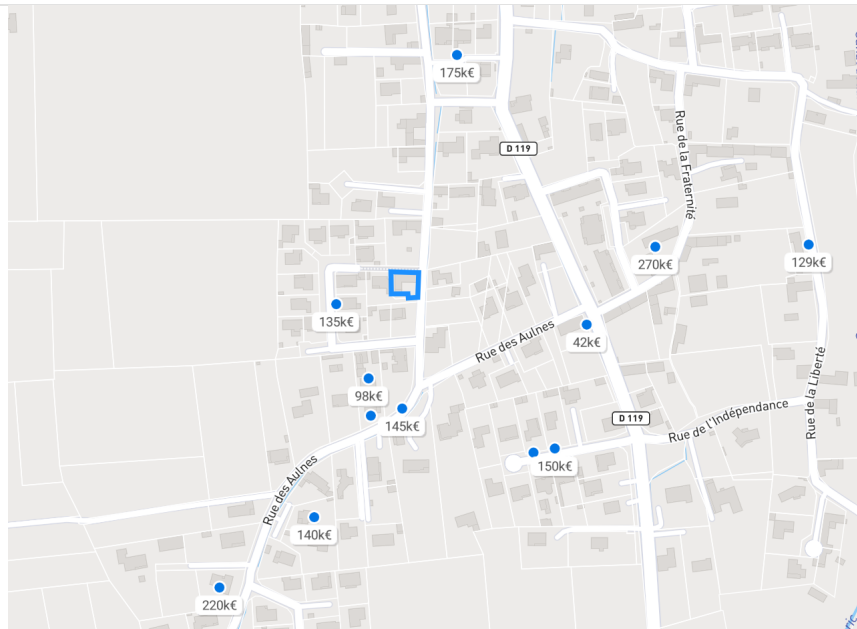 175k€
D 119
Rue de la Fraternité
270k€
129k€
135k€
42k€
Rue des Aulnes
98k€
145k€
D 119
Rue de l'Indépendance
Rue de la Liberté
150k€
Rue des Aulnes
140k€
220k€